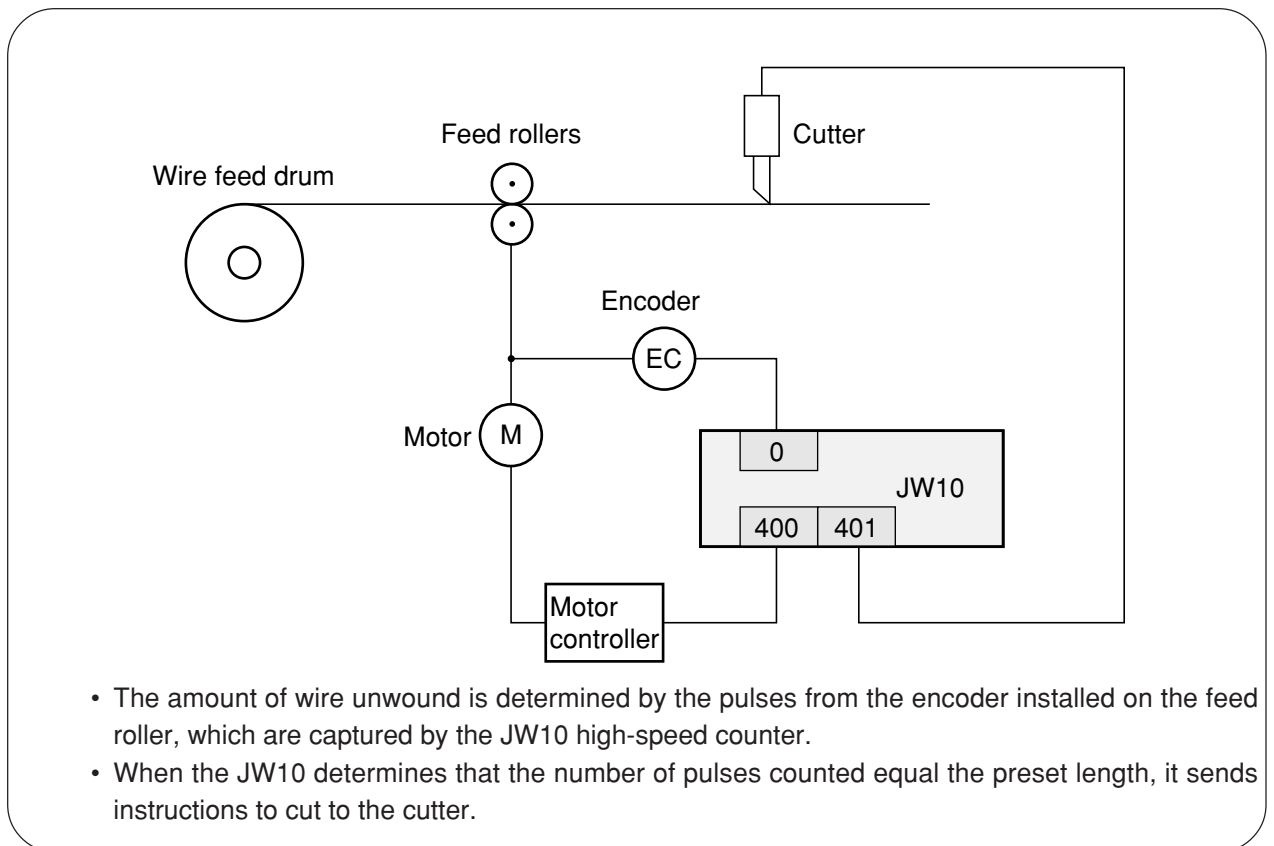 Feed rollers
Cutter
Wire feed drum
Encoder
EC
Motor
M
0
JW10
400
401
Motor
controller
• The amount of wire unwound is determined by the pulses from the encoder installed on the feed
roller, which are captured by the JW10 high-speed counter.
• When the JW10 determines that the number of pulses counted equal the preset length, it sends
instructions to cut to the cutter.